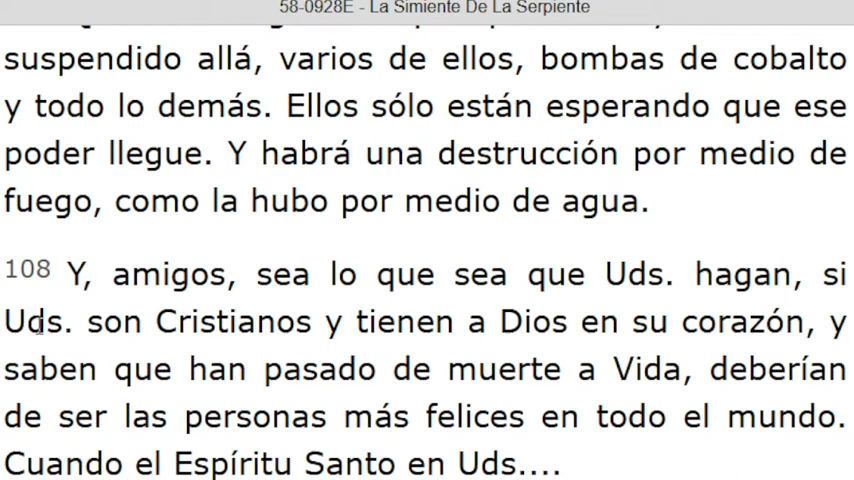 58-0928E - La Simiente De La Serpiente
suspendido allá, varios de ellos, bombas de cobalto
y todo lo demás. Ellos sólo están esperando que ese
poder llegue. Y habrá una destrucción por medio de
fuego, como la hubo por medio de agua.
108 Y, amigos, sea lo que sea que Uds. hagan, si
Uds. son Cristianos y tienen a Dios en su corazón, y
saben que han pasado de muerte a Vida, deberían
de ser las personas más felices en todo el mundo.
Cuando el Espíritu Santo en Uds....